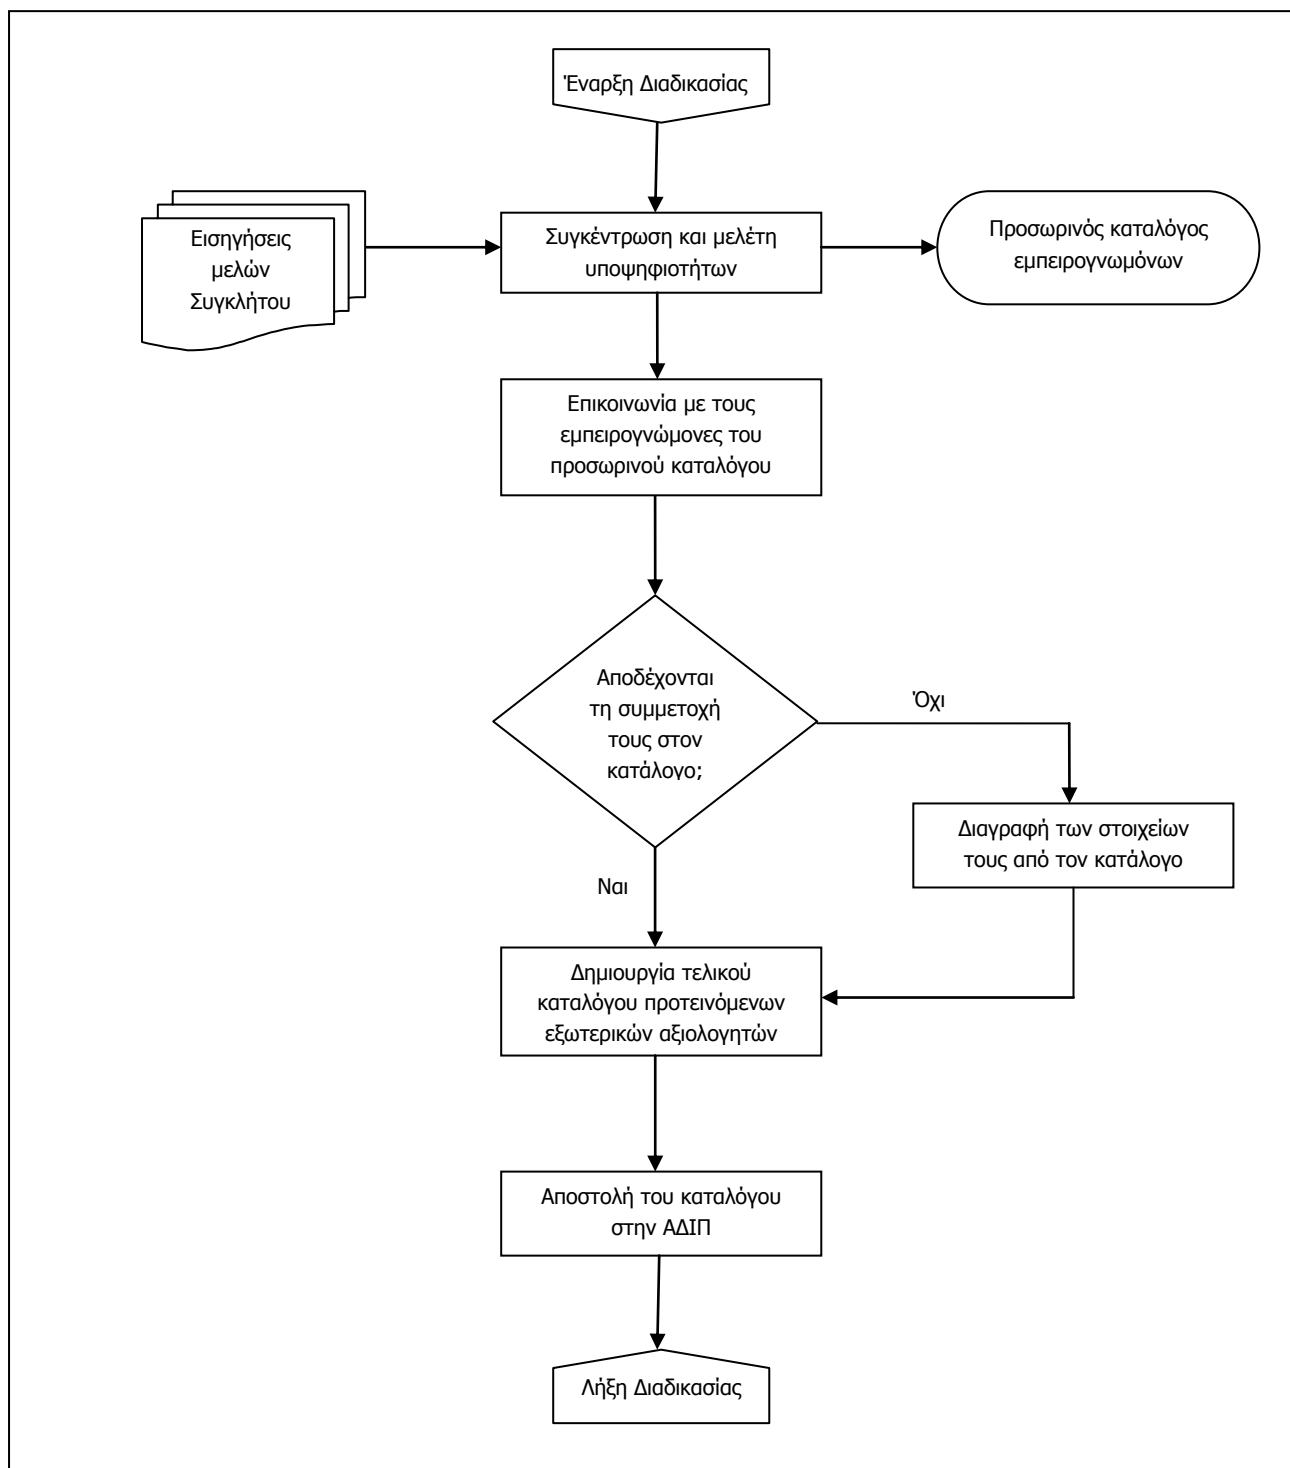 Έναρξη Διαδικασίας
Εισηγήσεις
μελών
Συγκλήτου
Συγκέντρωση και μελέτη
υποψηφιοτήτων
Προσωρινός καταλόγος
εμπειρογνωμόνων
Επικοινωνία με τους
εμπειρογνώμονες του
προσωρινού καταλόγου
Αποδέχονται
τη συμμετοχή
τους στον
κατάλογο;
Όχι
Διαγραφή των στοιχείων
τους από τον κατάλογο
Ναι
Δημιουργία τελικού
καταλόγου προτεινόμενων
εξωτερικών αξιολογητών
Αποστολή του καταλόγου
στην ΑΔΙΠ
Λήξη Διαδικασίας